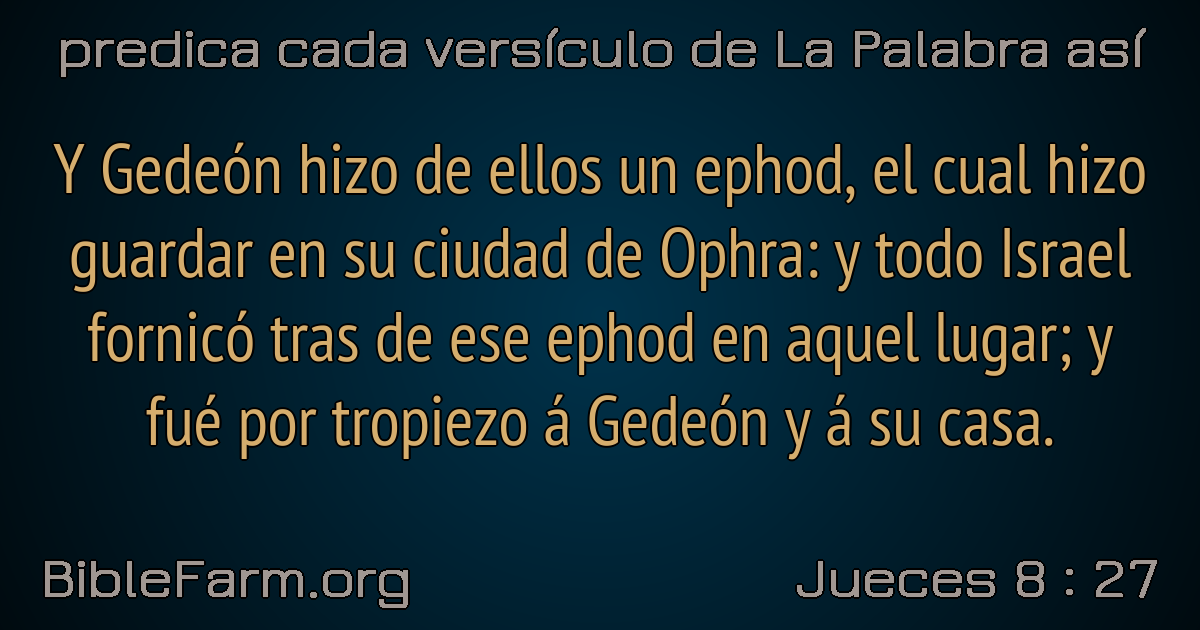 predica cada versículo de La Palabra así
Y Gedeón hizo de ellos un ephod, el cual hizo
guardar en su ciudad de Ophra: y todo Israel
fornicó tras de ese ephod en aquel lugar; y
fué por tropiezo á Gedeón y á su casa.
BibleFarm.org
Jueces 8 : 27